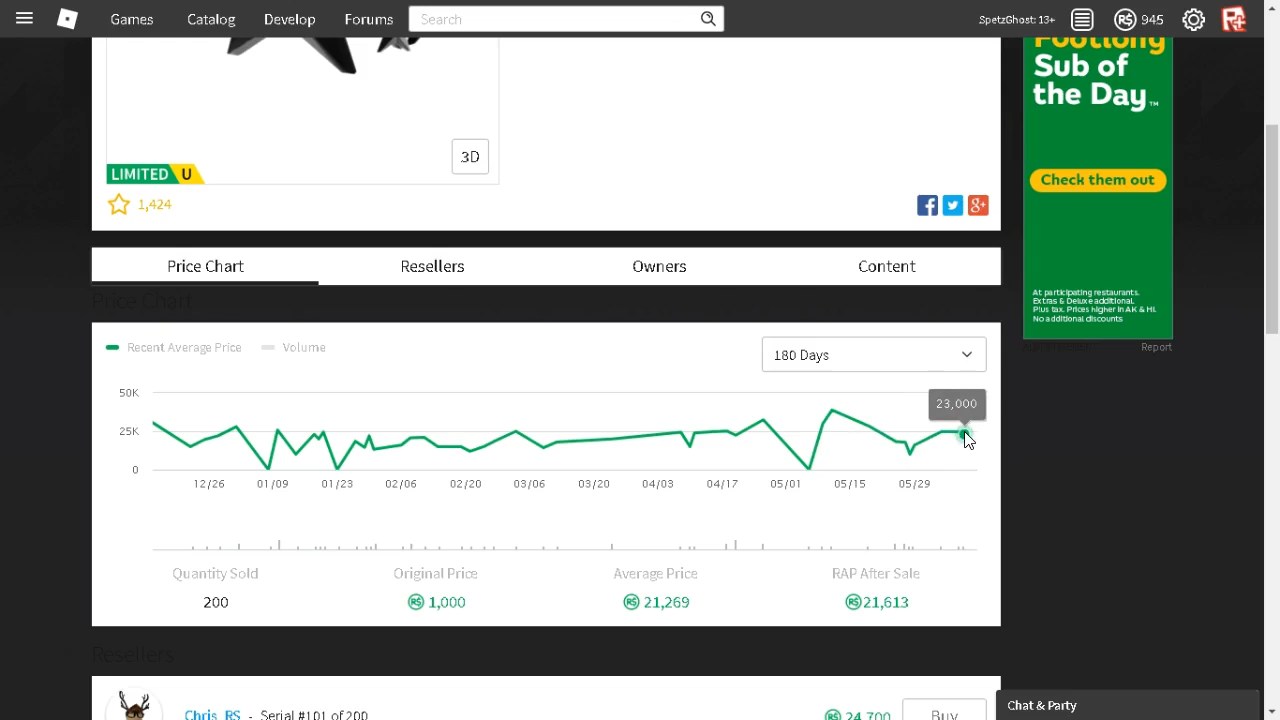 Games Catalog Develop Forums Search SpetzGhost: 13+ R$ 945
Footlong
Sub of
the Day™
Check them out
At participating restaurants.
Extras & Deluxe additional.
Plus tax. Prices higher in AK & HI.
No additional discounts
Report
3D
LIMITED U
1,424
Price Chart Resellers Owners Content
Price Chart
Recent Average Price Volume 180 Days
50K
23,000
25K
0
12/26 01/09 01/23 02/06 02/20 03/06 03/20 04/03 04/17 05/01 05/15 05/29
Quantity Sold Original Price Average Price RAP After Sale
200 R$ 1,000 R$ 21,269 R$ 21,613
Resellers
Chris_RS - Serial #101 of 200 R$ 24,700 Buy
Chat & Party